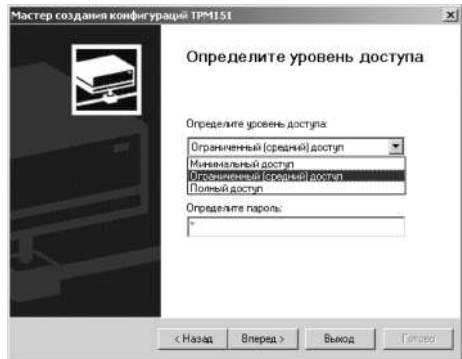 Мастер создания конфигураций ТРМ151
Определите уровень доступа
Определите уровень доступа:
Ограниченный (средний) доступ
Минимальный доступ
Ограниченный (средний) доступ
Полный доступ
Определите пароль:
*
< Назад
Вперед >
Выход
Готово